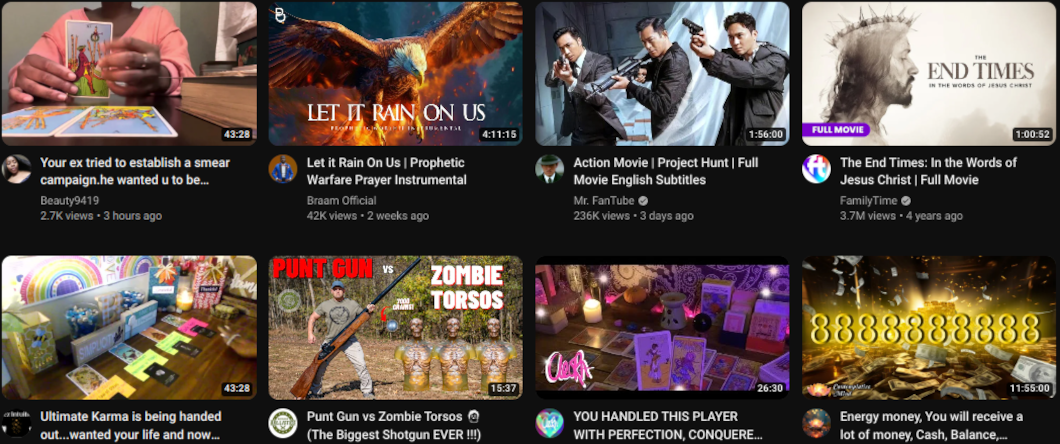 LET IT RAIN ON US
THE
END TIMES
IN THE WORDS OF JESUS CHRIST
FULL MOVIE
43:28
4:11:15
1:56:00
1:00:52
Your ex tried to establish a smear
campaign.he wanted u to be...
Beauty9419
2.7K views • 3 hours ago
Let it Rain On Us | Prophetic
Warfare Prayer Instrumental
Braam Official
42K views • 2 weeks ago
Action Movie | Project Hunt | Full
Movie English Subtitles
Mr. FanTube
236K views • 3 days ago
The End Times: In the Words of
Jesus Christ | Full Movie
FamilyTime
3.7M views • 4 years ago
PUNT GUN VS ZOMBIE
TORSOS
7000
GRAINS!
Clack
8888888888
43:28
15:37
26:30
11:55:00
Ultimate Karma is being handed
out...wanted your life and now...
Punt Gun vs Zombie Torsos
(The Biggest Shotgun EVER !!!)
YOU HANDLED THIS PLAYER
WITH PERFECTION, CONQUERE...
Energy money, You will receive a
lot of money, Cash, Balance,...